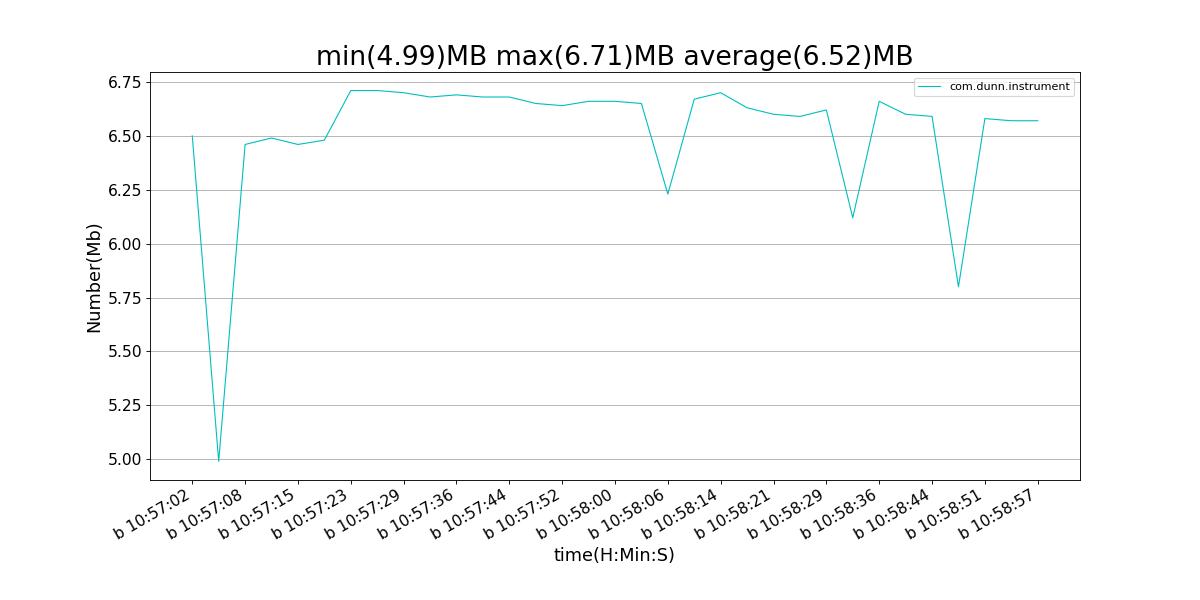 min(4.99)MB max(6.71)MB average(6.52)MB
com.dunn.instrument
6.75
6.50
6.25
6.00
5.75
5.50
5.25
5.00
Number(Mb)
b 10:57:02
b 10:57:08
b 10:57:15
b 10:57:23
b 10:57:29
b 10:57:36
b 10:57:44
b 10:57:52
b 10:58:00
b 10:58:06
b 10:58:14
b 10:58:21
b 10:58:29
b 10:58:36
b 10:58:44
b 10:58:51
b 10:58:57
time(H:Min:S)